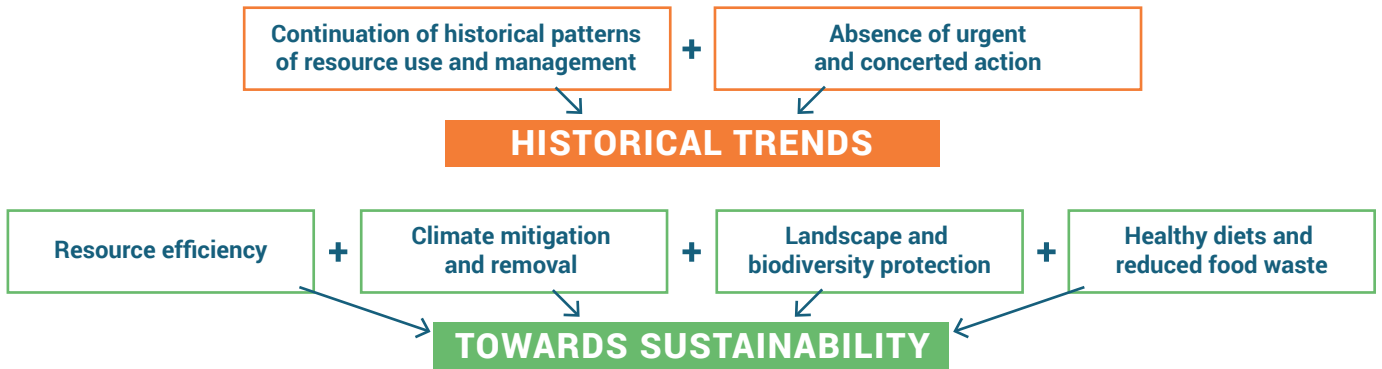 Continuation of historical patterns
of resource use and management
+
Absence of urgent
and concerted action
HISTORICAL TRENDS
Resource efficiency
+
Climate mitigation
and removal
+
Landscape and
biodiversity protection
+
Healthy diets and
reduced food waste
TOWARDS SUSTAINABILITY